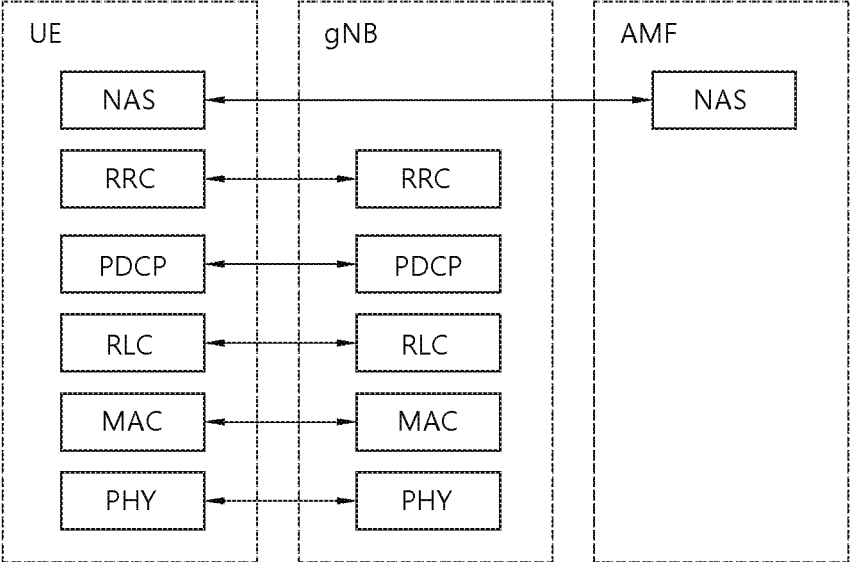 UE gNB AMF
NAS NAS
RRC RRC
PDCP PDCP
RLC RLC
MAC MAC
PHY PHY